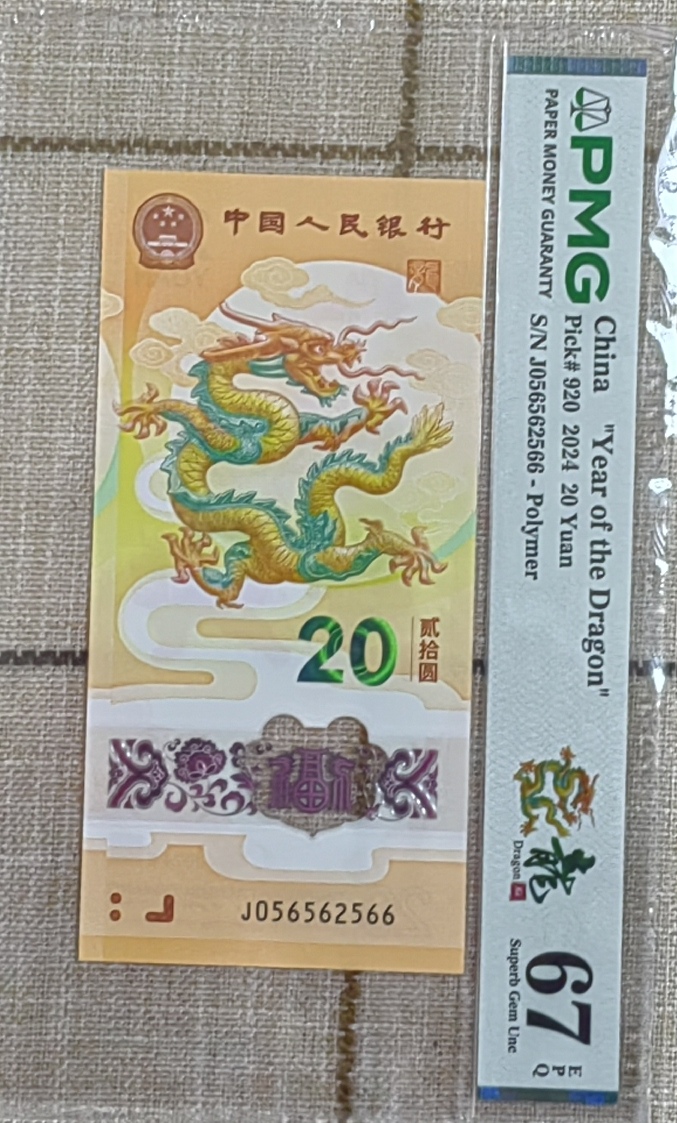 中国人民银行
龙
20
贰拾圆
福
J056562566
PMG
PAPER MONEY GUARANTY
China "Year of the Dragon"
Pick# 920 2024 20 Yuan
S/N J056562566 - Polymer
龍
Dragon
67
EPQ
Superb Gem Unc